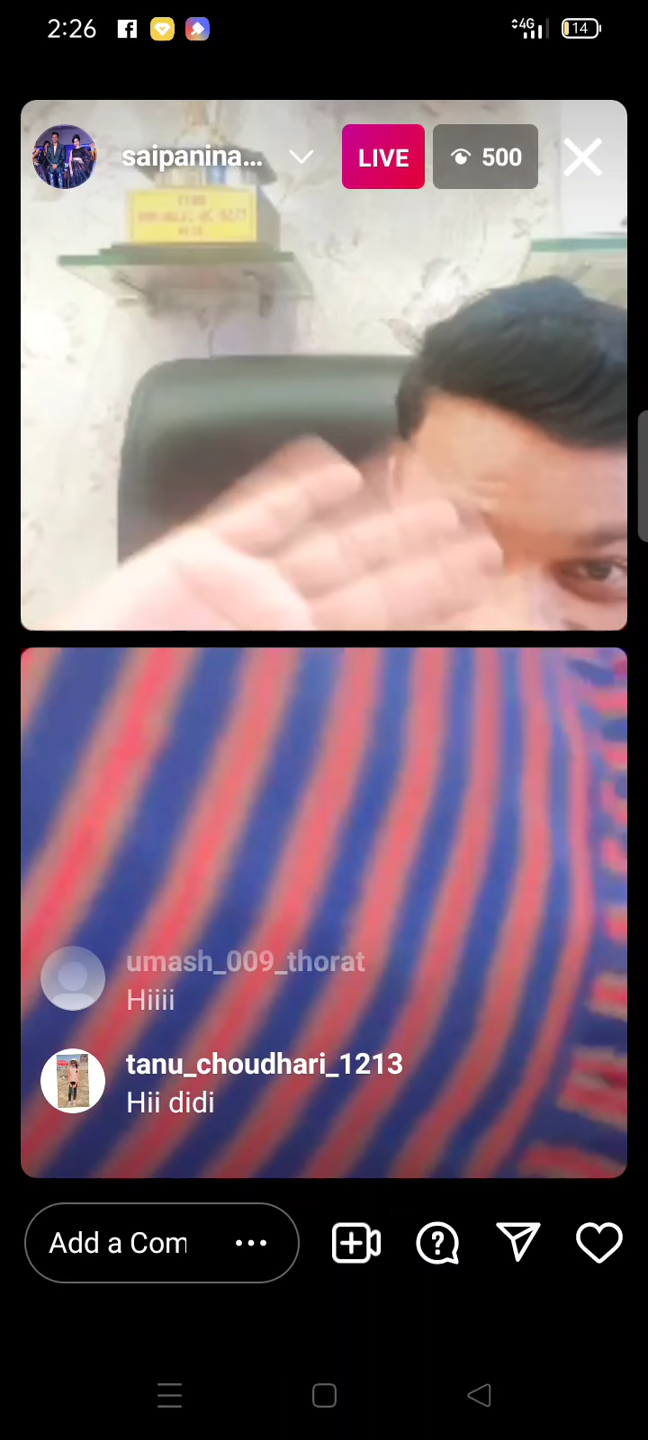 2:26
4G
14
saipanina...
LIVE
500
umash_009_thorat
Hiiii
tanu_choudhari_1213
Hii didi
Add a Com